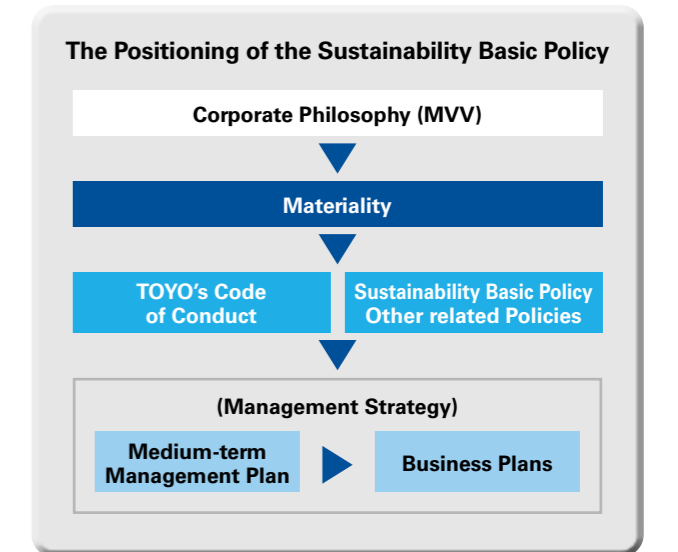 The Positioning of the Sustainability Basic Policy
Corporate Philosophy (MVV)
Materiality
TOYO's Code
of Conduct
Sustainability Basic Policy
Other related Policies
(Management Strategy)
Medium-term
Management Plan
Business Plans